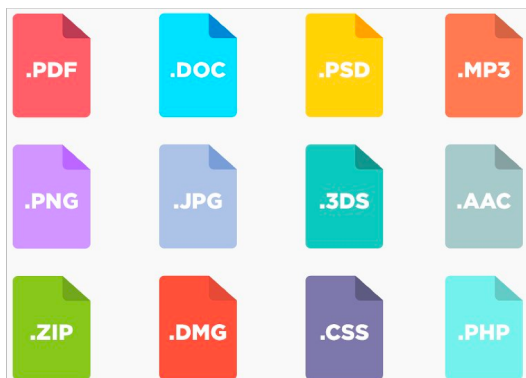 .PDF .DOC .PSD .MP3
.PNG .JPG .3DS .AAC
.ZIP .DMG .CSS .PHP